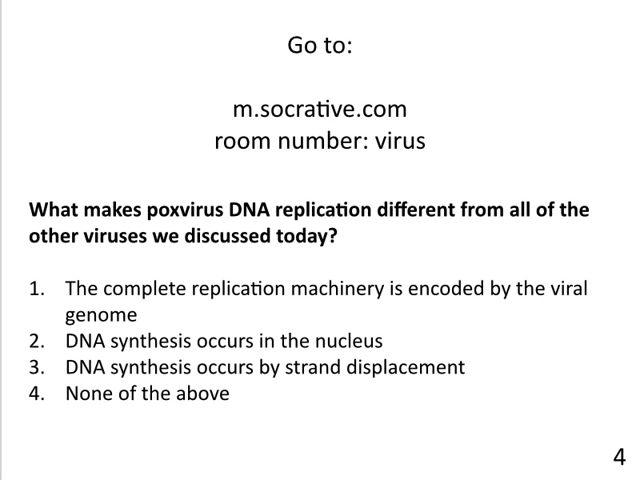 Go to:
m.socrative.com
room number: virus
What makes poxvirus DNA replication different from all of the
other viruses we discussed today?
1. The complete replication machinery is encoded by the viral
genome
2. DNA synthesis occurs in the nucleus
3. DNA synthesis occurs by strand displacement
4. None of the above
4